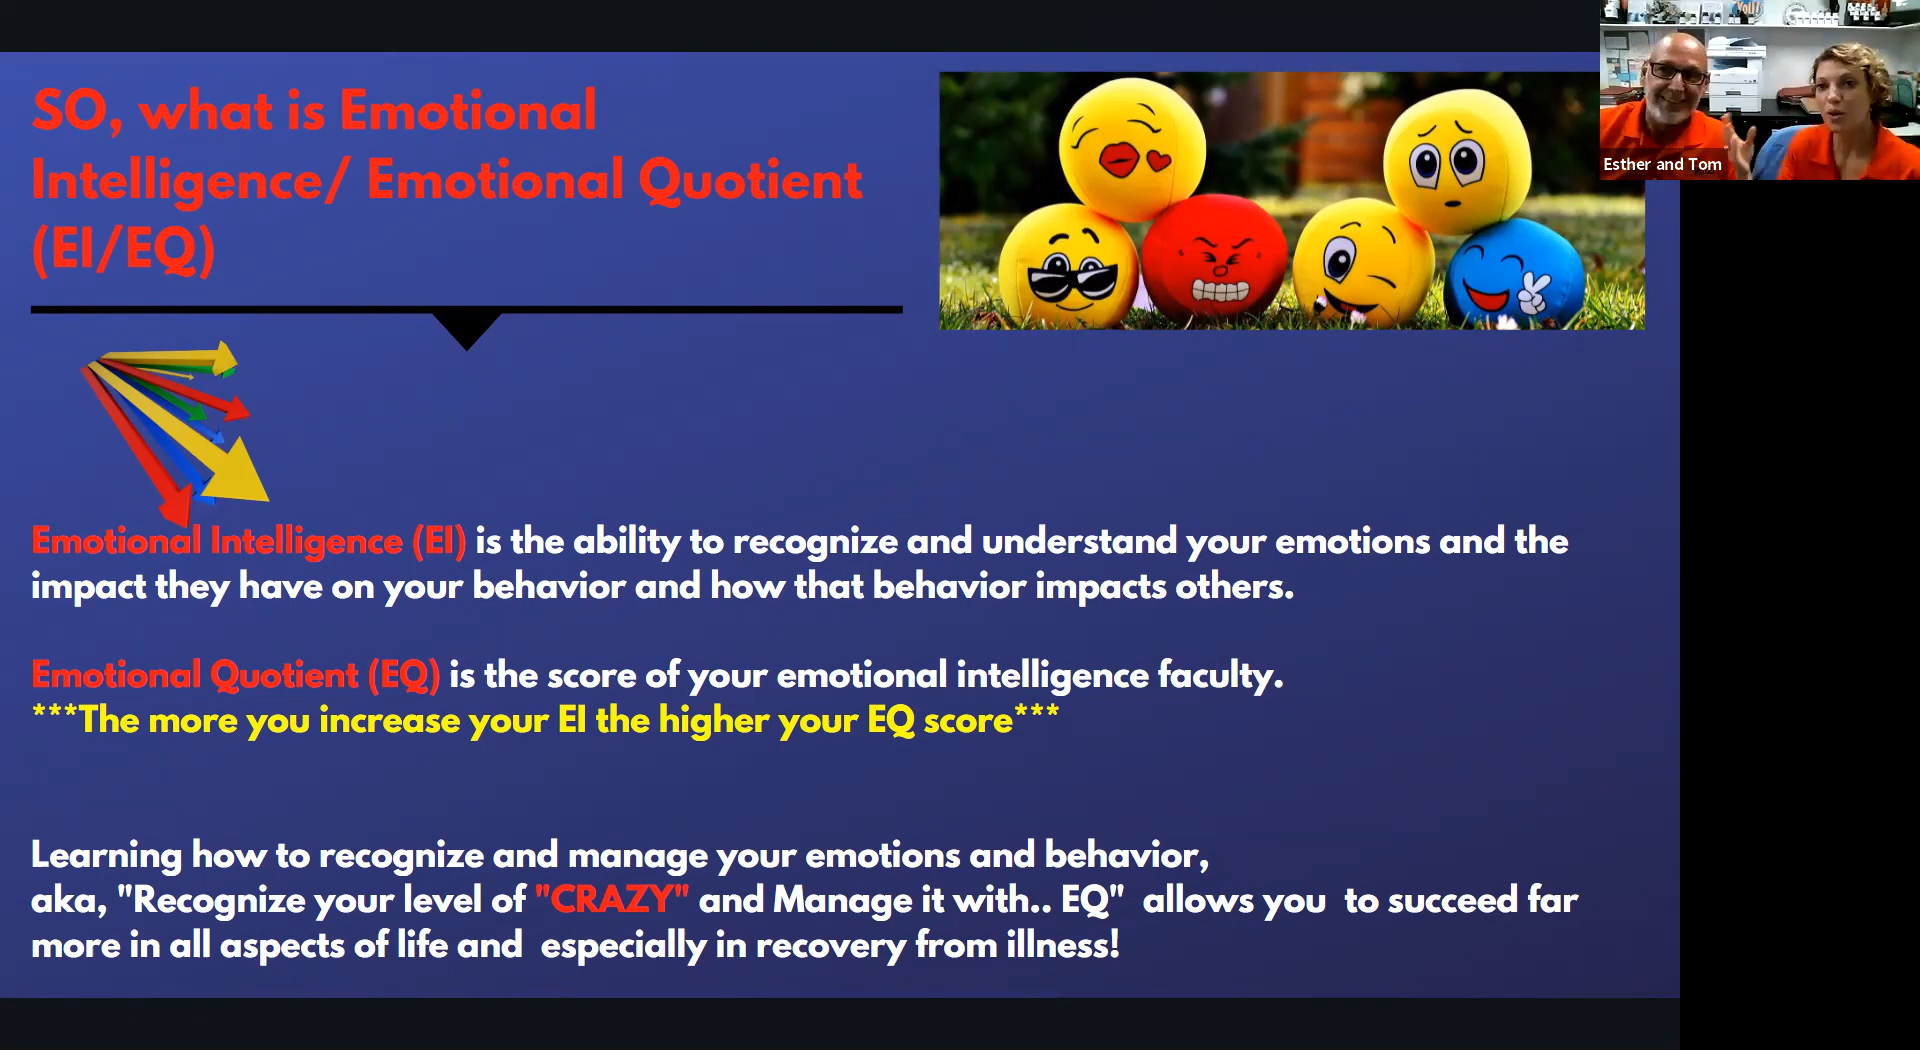 SO, what is Emotional
Intelligence/ Emotional Quotient
(EI/EQ)
You!
Esther and Tom
Emotional Intelligence (EI) is the ability to recognize and understand your emotions and the
impact they have on your behavior and how that behavior impacts others.
Emotional Quotient (EQ) is the score of your emotional intelligence faculty.
***The more you increase your EI the higher your EQ score***
Learning how to recognize and manage your emotions and behavior,
aka, "Recognize your level of "CRAZY" and Manage it with.. EQ"  allows you  to succeed far
more in all aspects of life and  especially in recovery from illness!